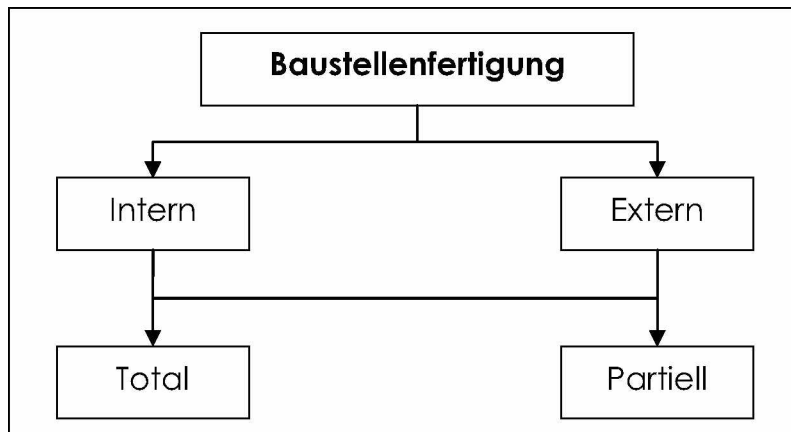 Baustellenfertigung
Intern
Extern
Total
Partiell